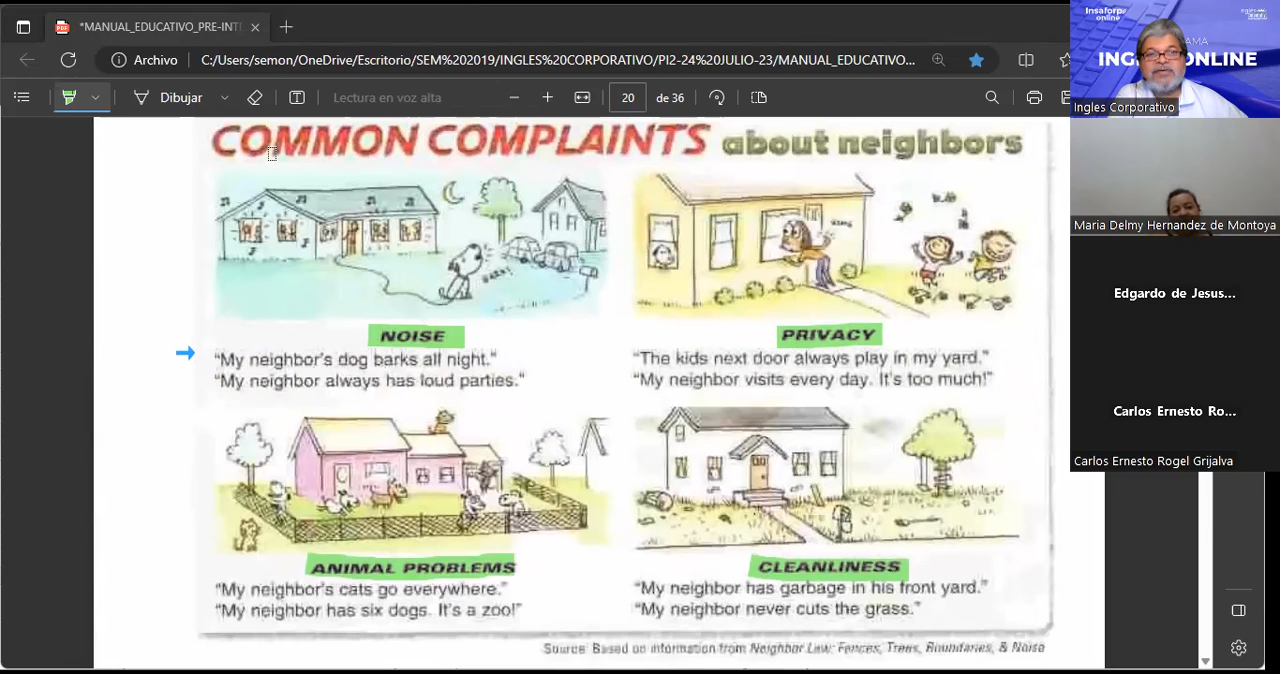 *MANUAL_EDUCATIVO_PRE-INT
Archivo
C:/Users/semon/OneDrive/Escritorio/SEM%202019/INGLES%20CORPORATIVO/PI2-24%20JULIO-23/MANUAL_EDUCATIVO...
Dibujar
Lectura en voz alta
20
de 36
COMMON COMPLAINTS about neighbors
NOISE
"My neighbor's dog barks all night."
"My neighbor always has loud parties."
PRIVACY
"The kids next door always play in my yard."
"My neighbor visits every day. It's too much!"
ANIMAL PROBLEMS
"My neighbor's cats go everywhere."
"My neighbor has six dogs. It's a zoo!"
CLEANLINESS
"My neighbor has garbage in his front yard."
"My neighbor never cuts the grass."
Source: Based on information from Neighbor Law: Fences, Trees, Boundaries, & Noise
Insaforp
online
INGLES ONLINE
Ingles Corporativo
Maria Delmy Hernandez de Montoya
Edgardo de Jesus...
Carlos Ernesto Ro...
Carlos Ernesto Rogel Grijalva